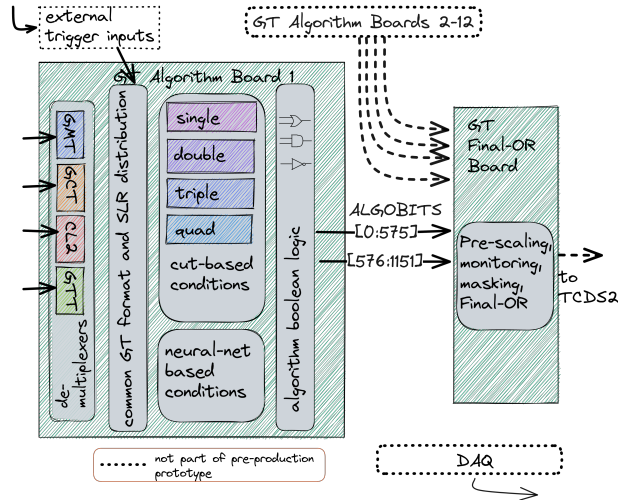 external
trigger inputs
GT Algorithm Boards 2-12
GT Algorithm Board 1
GMT
GCT
CL2
GTT
de-
multiplexers
common GT format and SLR distribution
single
double
triple
quad
cut-based
conditions
neural-net
based
conditions
algorithm boolean logic
ALGOBITS
[0:575]
[576:1151]
GT
Final-OR
Board
Pre-scaling,
monitoring,
masking,
Final-OR
to
TCDS2
not part of pre-production
prototype
DAQ